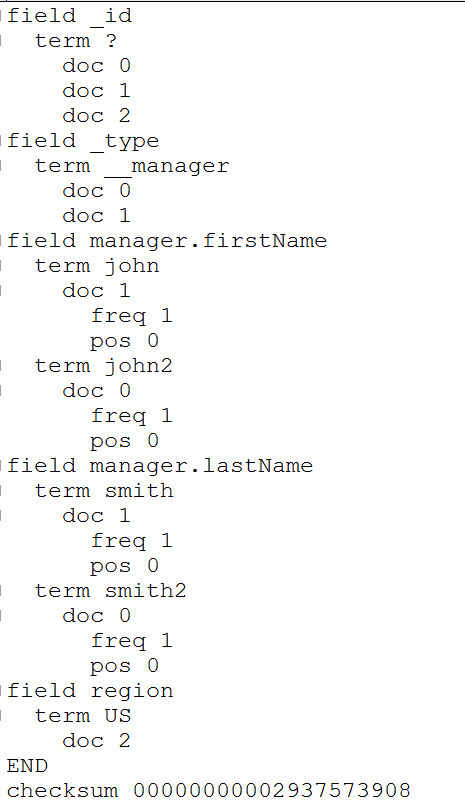 field _id
  term ?
    doc 0
    doc 1
    doc 2
field _type
  term __manager
    doc 0
    doc 1
field manager.firstName
  term john
    doc 1
      freq 1
      pos 0
  term john2
    doc 0
      freq 1
      pos 0
field manager.lastName
  term smith
    doc 1
      freq 1
      pos 0
  term smith2
    doc 0
      freq 1
      pos 0
field region
  term US
    doc 2
END
checksum 00000000002937573908